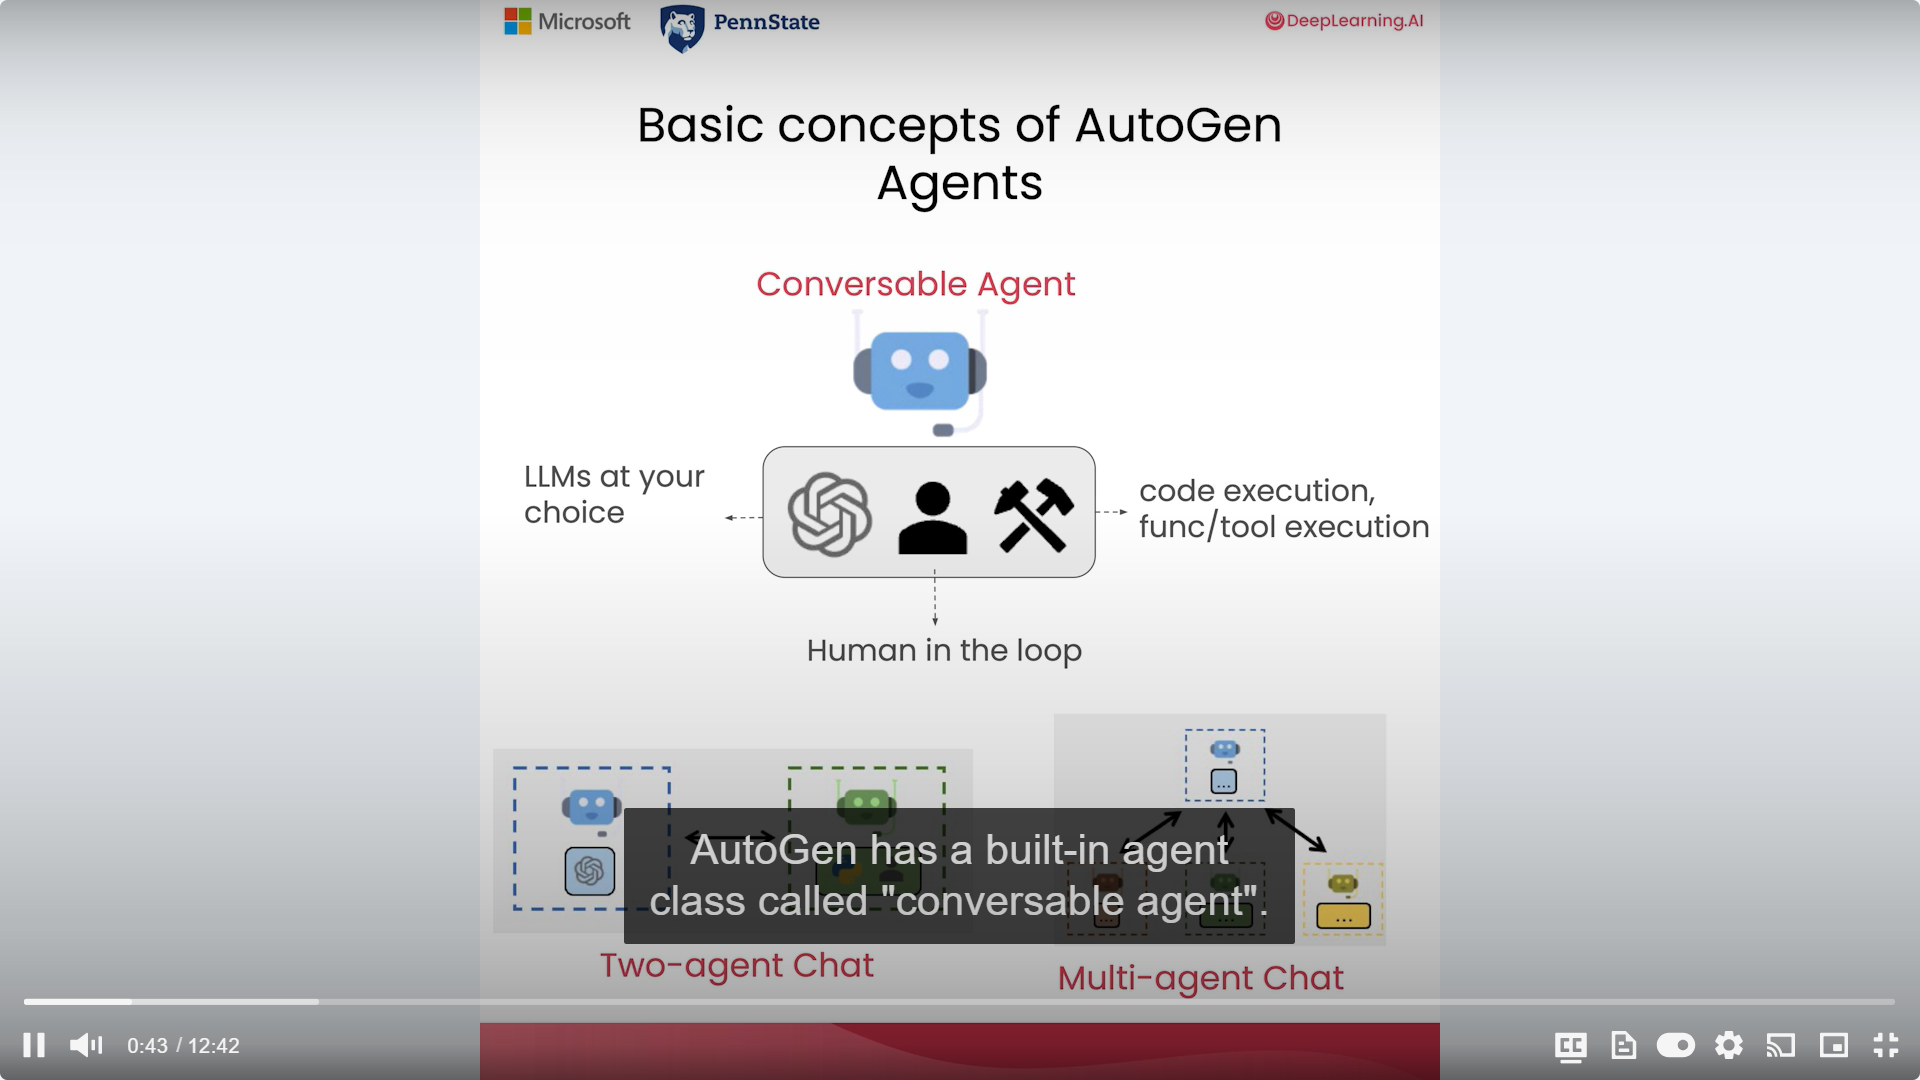 Microsoft
PennState
DeepLearning.AI
Basic concepts of AutoGen
Agents
Conversable Agent
LLMs at your
choice
code execution,
func/tool execution
Human in the loop
...
...
...
...
AutoGen has a built-in agent
class called "conversable agent".
Two-agent Chat
Multi-agent Chat
0:43 / 12:42
CC